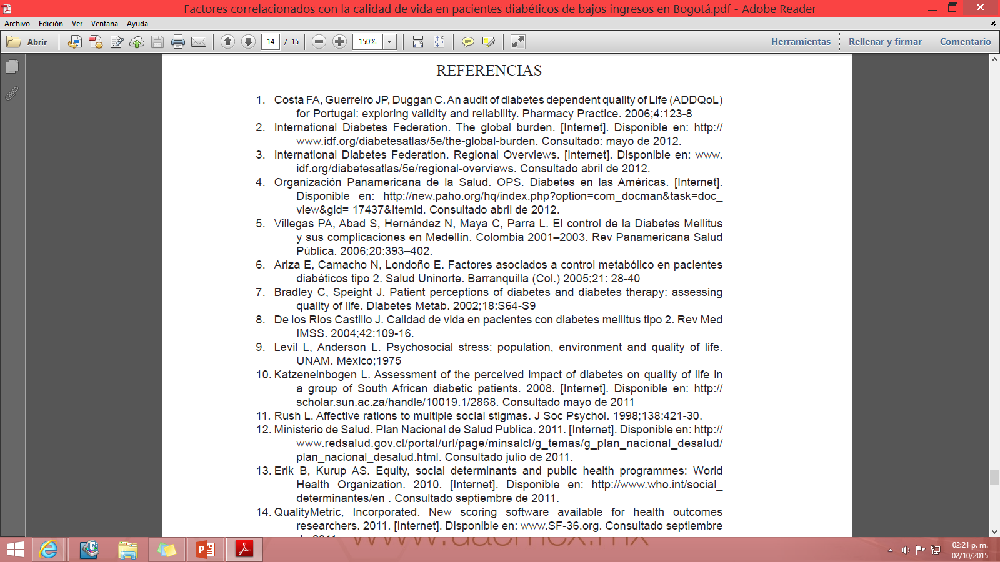 Factores correlacionados con la calidad de vida en pacientes diabéticos de bajos ingresos en Bogotá.pdf - Adobe Reader
Archivo Edición Ver Ventana Ayuda
Abrir 14 / 15 150% Herramientas Rellenar y firmar Comentario
REFERENCIAS
1. Costa FA, Guerreiro JP, Duggan C. An audit of diabetes dependent quality of Life (ADDQoL)
for Portugal: exploring validity and reliability. Pharmacy Practice. 2006;4:123-8
2. International Diabetes Federation. The global burden. [Internet]. Disponible en: http://
www.idf.org/diabetesatlas/5e/the-global-burden. Consultado: mayo de 2012.
3. International Diabetes Federation. Regional Overviews. [Internet]. Disponible en: www.
idf.org/diabetesatlas/5e/regional-overviews. Consultado abril de 2012.
4. Organización Panamericana de la Salud. OPS. Diabetes en las Américas. [Internet].
Disponible en: http://new.paho.org/hq/index.php?option=com_docman&task=doc_
view&gid= 17437&Itemid. Consultado abril de 2012.
5. Villegas PA, Abad S, Hernández N, Maya C, Parra L. El control de la Diabetes Mellitus
y sus complicaciones en Medellín. Colombia 2001–2003. Rev Panamericana Salud
Pública. 2006;20:393–402.
6. Ariza E, Camacho N, Londoño E. Factores asociados a control metabólico en pacientes
diabéticos tipo 2. Salud Uninorte. Barranquilla (Col.) 2005;21: 28-40
7. Bradley C, Speight J. Patient perceptions of diabetes and diabetes therapy: assessing
quality of life. Diabetes Metab. 2002;18:S64-S9
8. De los Rios Castillo J. Calidad de vida en pacientes con diabetes mellitus tipo 2. Rev Med
IMSS. 2004;42:109-16.
9. Levil L, Anderson L. Psychosocial stress: population, environment and quality of life.
UNAM. México;1975
10. Katzenelnbogen L. Assessment of the perceived impact of diabetes on quality of life in
a group of South African diabetic patients. 2008. [Internet]. Disponible en: http://
scholar.sun.ac.za/handle/10019.1/2868. Consultado mayo de 2011
11. Rush L. Affective rations to multiple social stigmas. J Soc Psychol. 1998;138:421-30.
12. Ministerio de Salud. Plan Nacional de Salud Publica. 2011. [Internet]. Disponible en: http://
www.redsalud.gov.cl/portal/url/page/minsalcl/g_temas/g_plan_nacional_desalud/
plan_nacional_desalud.html. Consultado julio de 2011.
13. Erik B, Kurup AS. Equity, social determinants and public health programmes: World
Health Organization. 2010. [Internet]. Disponible en: http://www.who.int/social_
determinantes/en . Consultado septiembre de 2011.
14. QualityMetric, Incorporated. New scoring software available for health outcomes
researchers. 2011. [Internet]. Disponible en: www.SF-36.org. Consultado septiembre
02:21 p. m.
02/10/2015